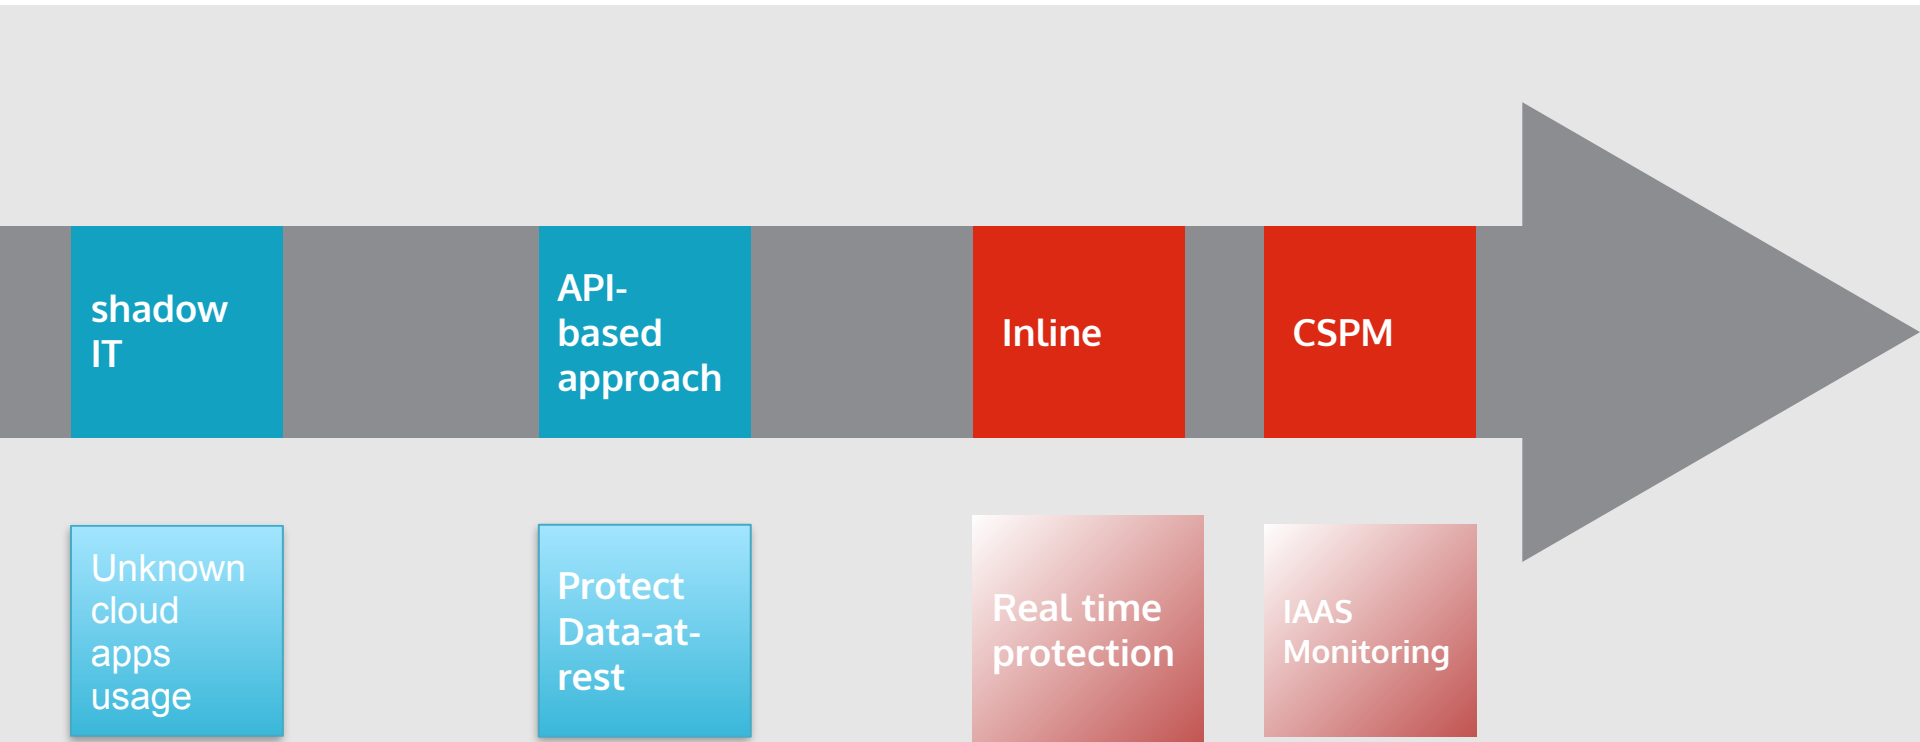 shadow
IT
API-
based
approach
Inline
CSPM
Unknown
cloud
apps
usage
Protect
Data-at-
rest
Real time
protection
IAAS
Monitoring